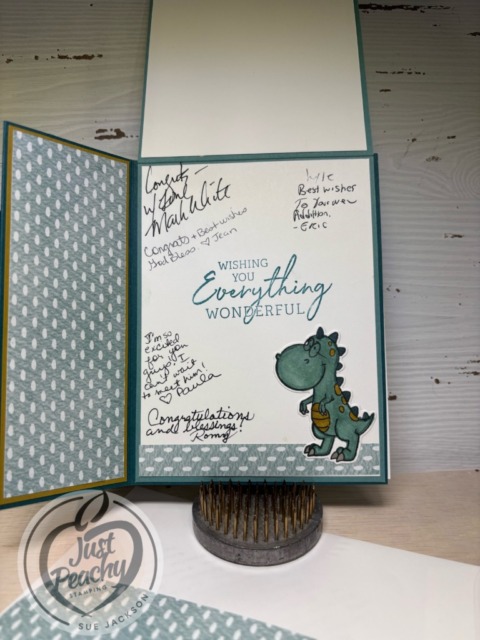 Congrats -
w/ Love
Mark White
Congrats + Best wishes
God Bless. ♡ Jean
Kyle
Best wishes
To Your new
Addition.
- Eric
WISHING
YOU
Everything
WONDERFUL
I'm so
excited
for you
guys! I
can't wait
to meet him!
♡ Paula
Congratulations
and blessings!
Romy
Just
Peachy
STAMPING
SUE JACKSON